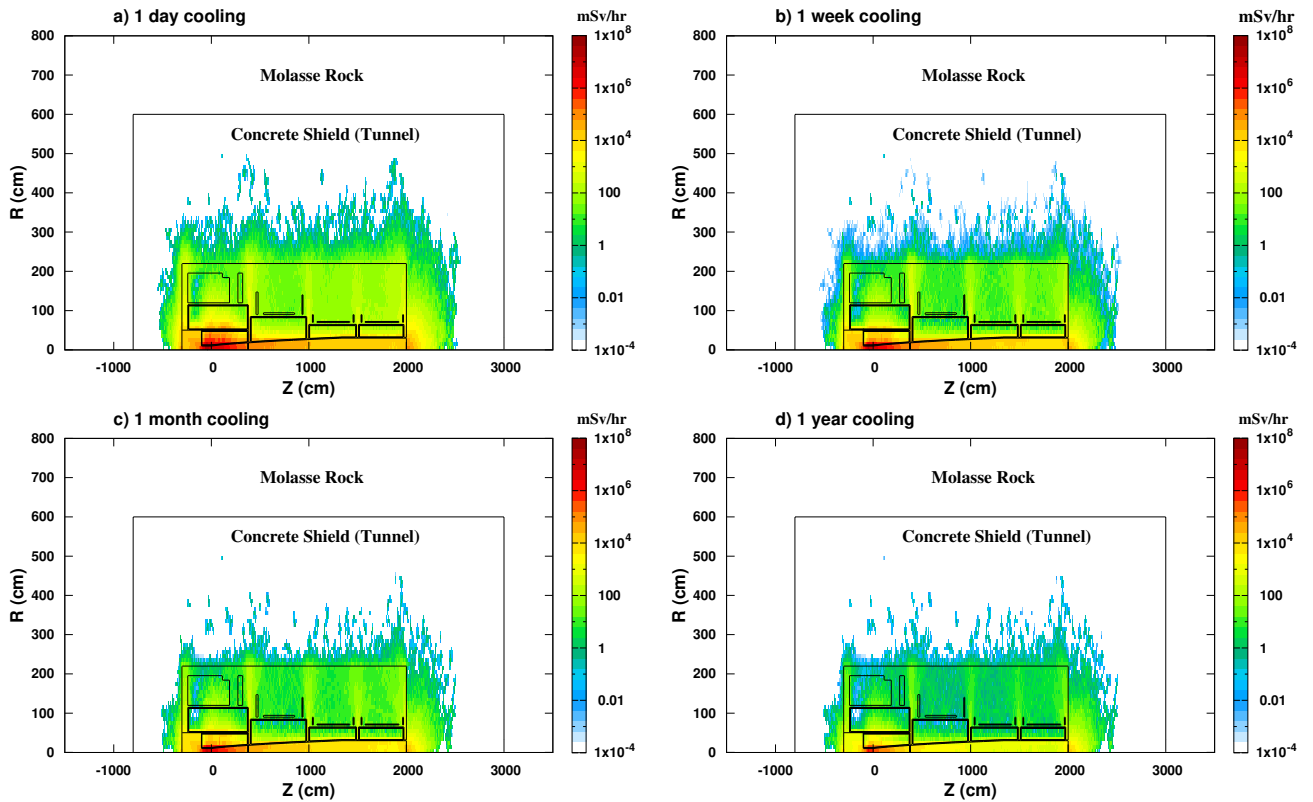 a) 1 day cooling
mSv/hr
800
700
600
500
400
300
200
100
0
R (cm)
Molasse Rock
Concrete Shield (Tunnel)
-1000
0
1000
2000
3000
Z (cm)
1x10^8
1x10^6
1x10^4
100
1
0.01
1x10^-4
b) 1 week cooling
mSv/hr
800
700
600
500
400
300
200
100
0
R (cm)
Molasse Rock
Concrete Shield (Tunnel)
-1000
0
1000
2000
3000
Z (cm)
1x10^8
1x10^6
1x10^4
100
1
0.01
1x10^-4
c) 1 month cooling
mSv/hr
800
700
600
500
400
300
200
100
0
R (cm)
Molasse Rock
Concrete Shield (Tunnel)
-1000
0
1000
2000
3000
Z (cm)
1x10^8
1x10^6
1x10^4
100
1
0.01
1x10^-4
d) 1 year cooling
mSv/hr
800
700
600
500
400
300
200
100
0
R (cm)
Molasse Rock
Concrete Shield (Tunnel)
-1000
0
1000
2000
3000
Z (cm)
1x10^8
1x10^6
1x10^4
100
1
0.01
1x10^-4